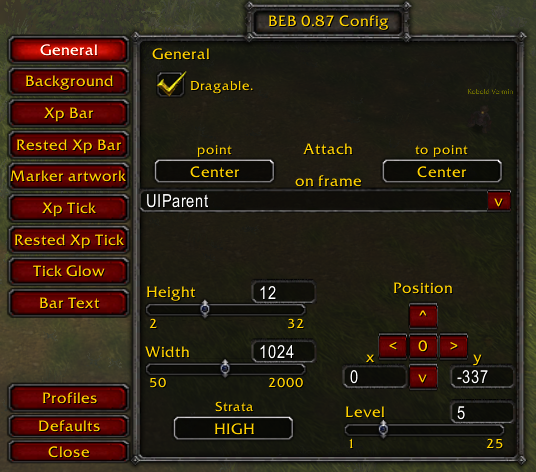 BEB 0.87 Config
General
Background
Xp Bar
Rested Xp Bar
Marker artwork
Xp Tick
Rested Xp Tick
Tick Glow
Bar Text
Profiles
Defaults
Close
General
Dragable.
Kobold Vermin
point
Attach
to point
Center
on frame
Center
UIParent
v
Height
12
2
32
Width
1024
50
2000
Strata
HIGH
Position
^
<
0
>
x
y
0
v
-337
Level
5
1
25